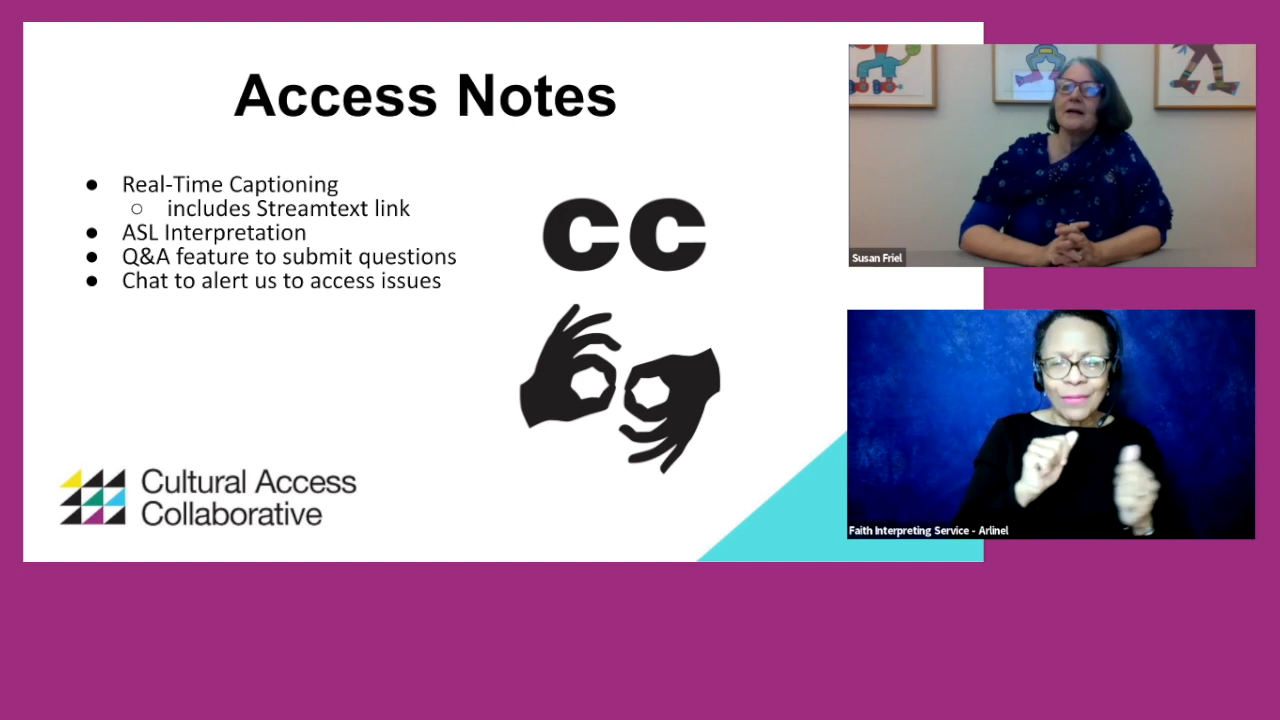 Access Notes
● Real-Time Captioning
○ includes Streamtext link
● ASL Interpretation
● Q&A feature to submit questions
● Chat to alert us to access issues
cc
Cultural Access
Collaborative
Susan Friel
Faith Interpreting Service - Arlinel